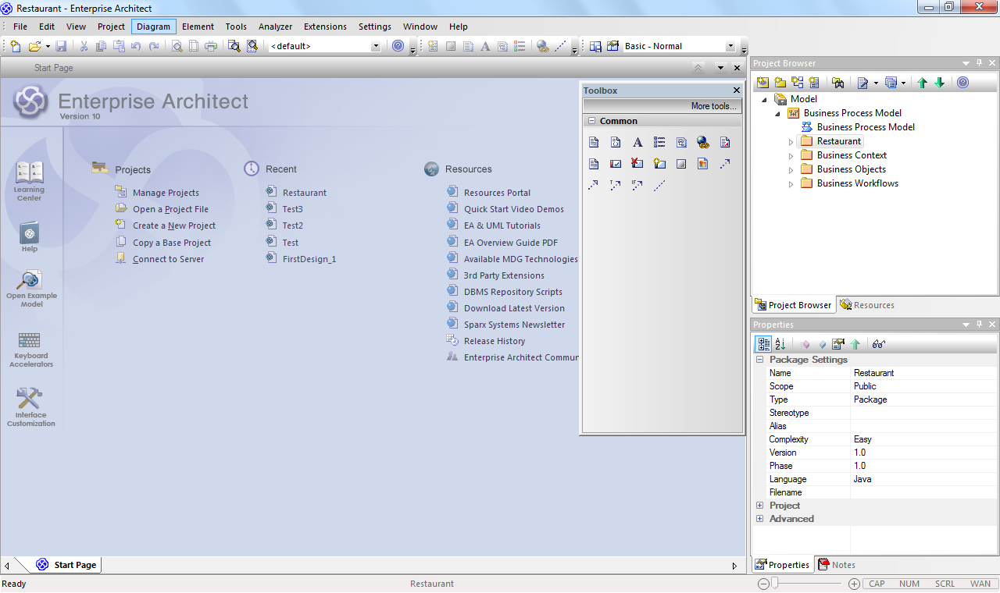 Restaurant - Enterprise Architect
File Edit View Project Diagram Element Tools Analyzer Extensions Settings Window Help
<default>
Basic - Normal
Start Page
Enterprise Architect
Version 10
Learning
Center
Help
Open Example
Model
Keyboard
Accelerators
Interface
Customization
Projects
Manage Projects
Open a Project File
Create a New Project
Copy a Base Project
Connect to Server
Recent
Restaurant
Test3
Test2
Test
FirstDesign_1
Resources
Resources Portal
Quick Start Video Demos
EA & UML Tutorials
EA Overview Guide PDF
Available MDG Technologies
3rd Party Extensions
DBMS Repository Scripts
Download Latest Version
Sparx Systems Newsletter
Release History
Enterprise Architect Commun
Toolbox
More tools...
Common
Project Browser
Model
Business Process Model
Business Process Model
Restaurant
Business Context
Business Objects
Business Workflows
Project Browser Resources
Properties
Package Settings
Name Restaurant
Scope Public
Type Package
Stereotype
Alias
Complexity Easy
Version 1.0
Phase 1.0
Language Java
Filename
Project
Advanced
Properties Notes
Start Page
Ready Restaurant CAP NUM SCRL WAN